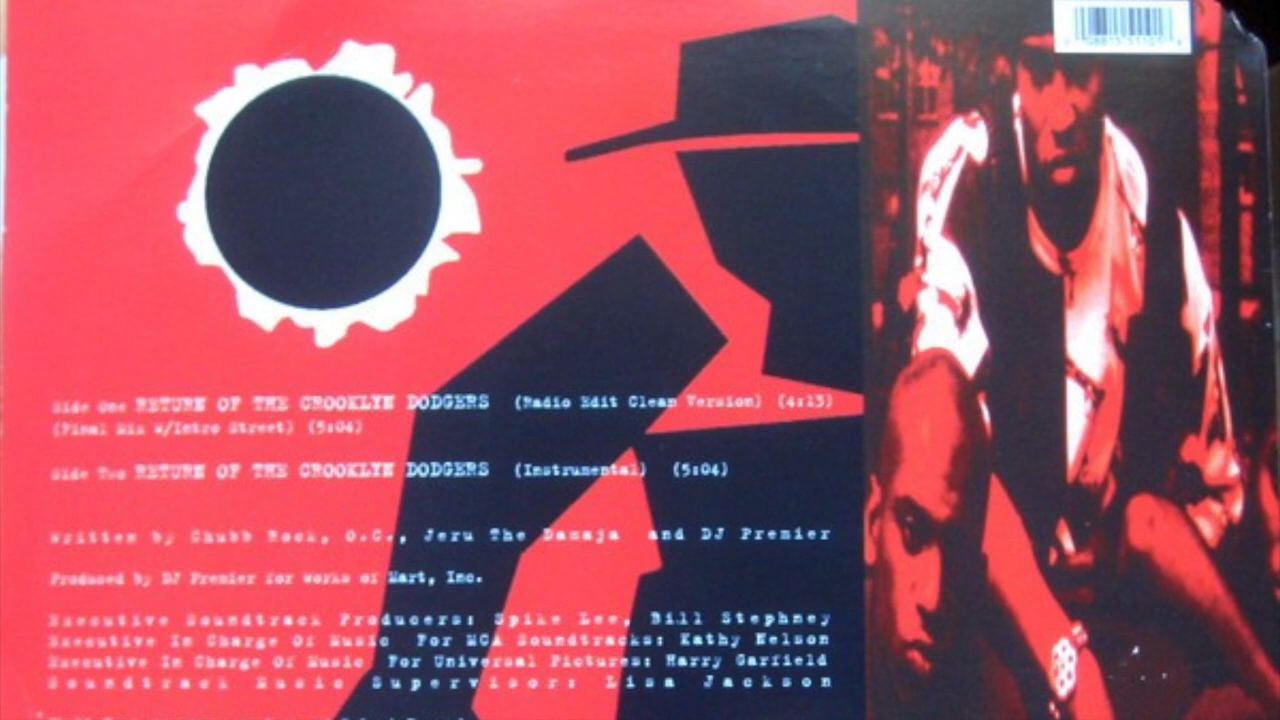 Side One RETURN OF THE CROOKLYN DODGERS (Radio Edit Clean Version) (4:13)
(Final Mix w/Intro Street) (5:04)
Side Two RETURN OF THE CROOKLYN DODGERS (Instrumental) (5:04)
written by Chubb Rock, O.C., Jeru The Damaja and DJ Premier
Produced by DJ Premier for Works of Mart, Inc.
Executive Soundtrack Producers: Spike Lee, Bill Stephney
Executive In Charge Of Music For MCA Soundtracks: Kathy Nelson
Executive In Charge Of Music For Universal Pictures: Harry Garfield
Soundtrack Music Supervisor: Lisa Jackson